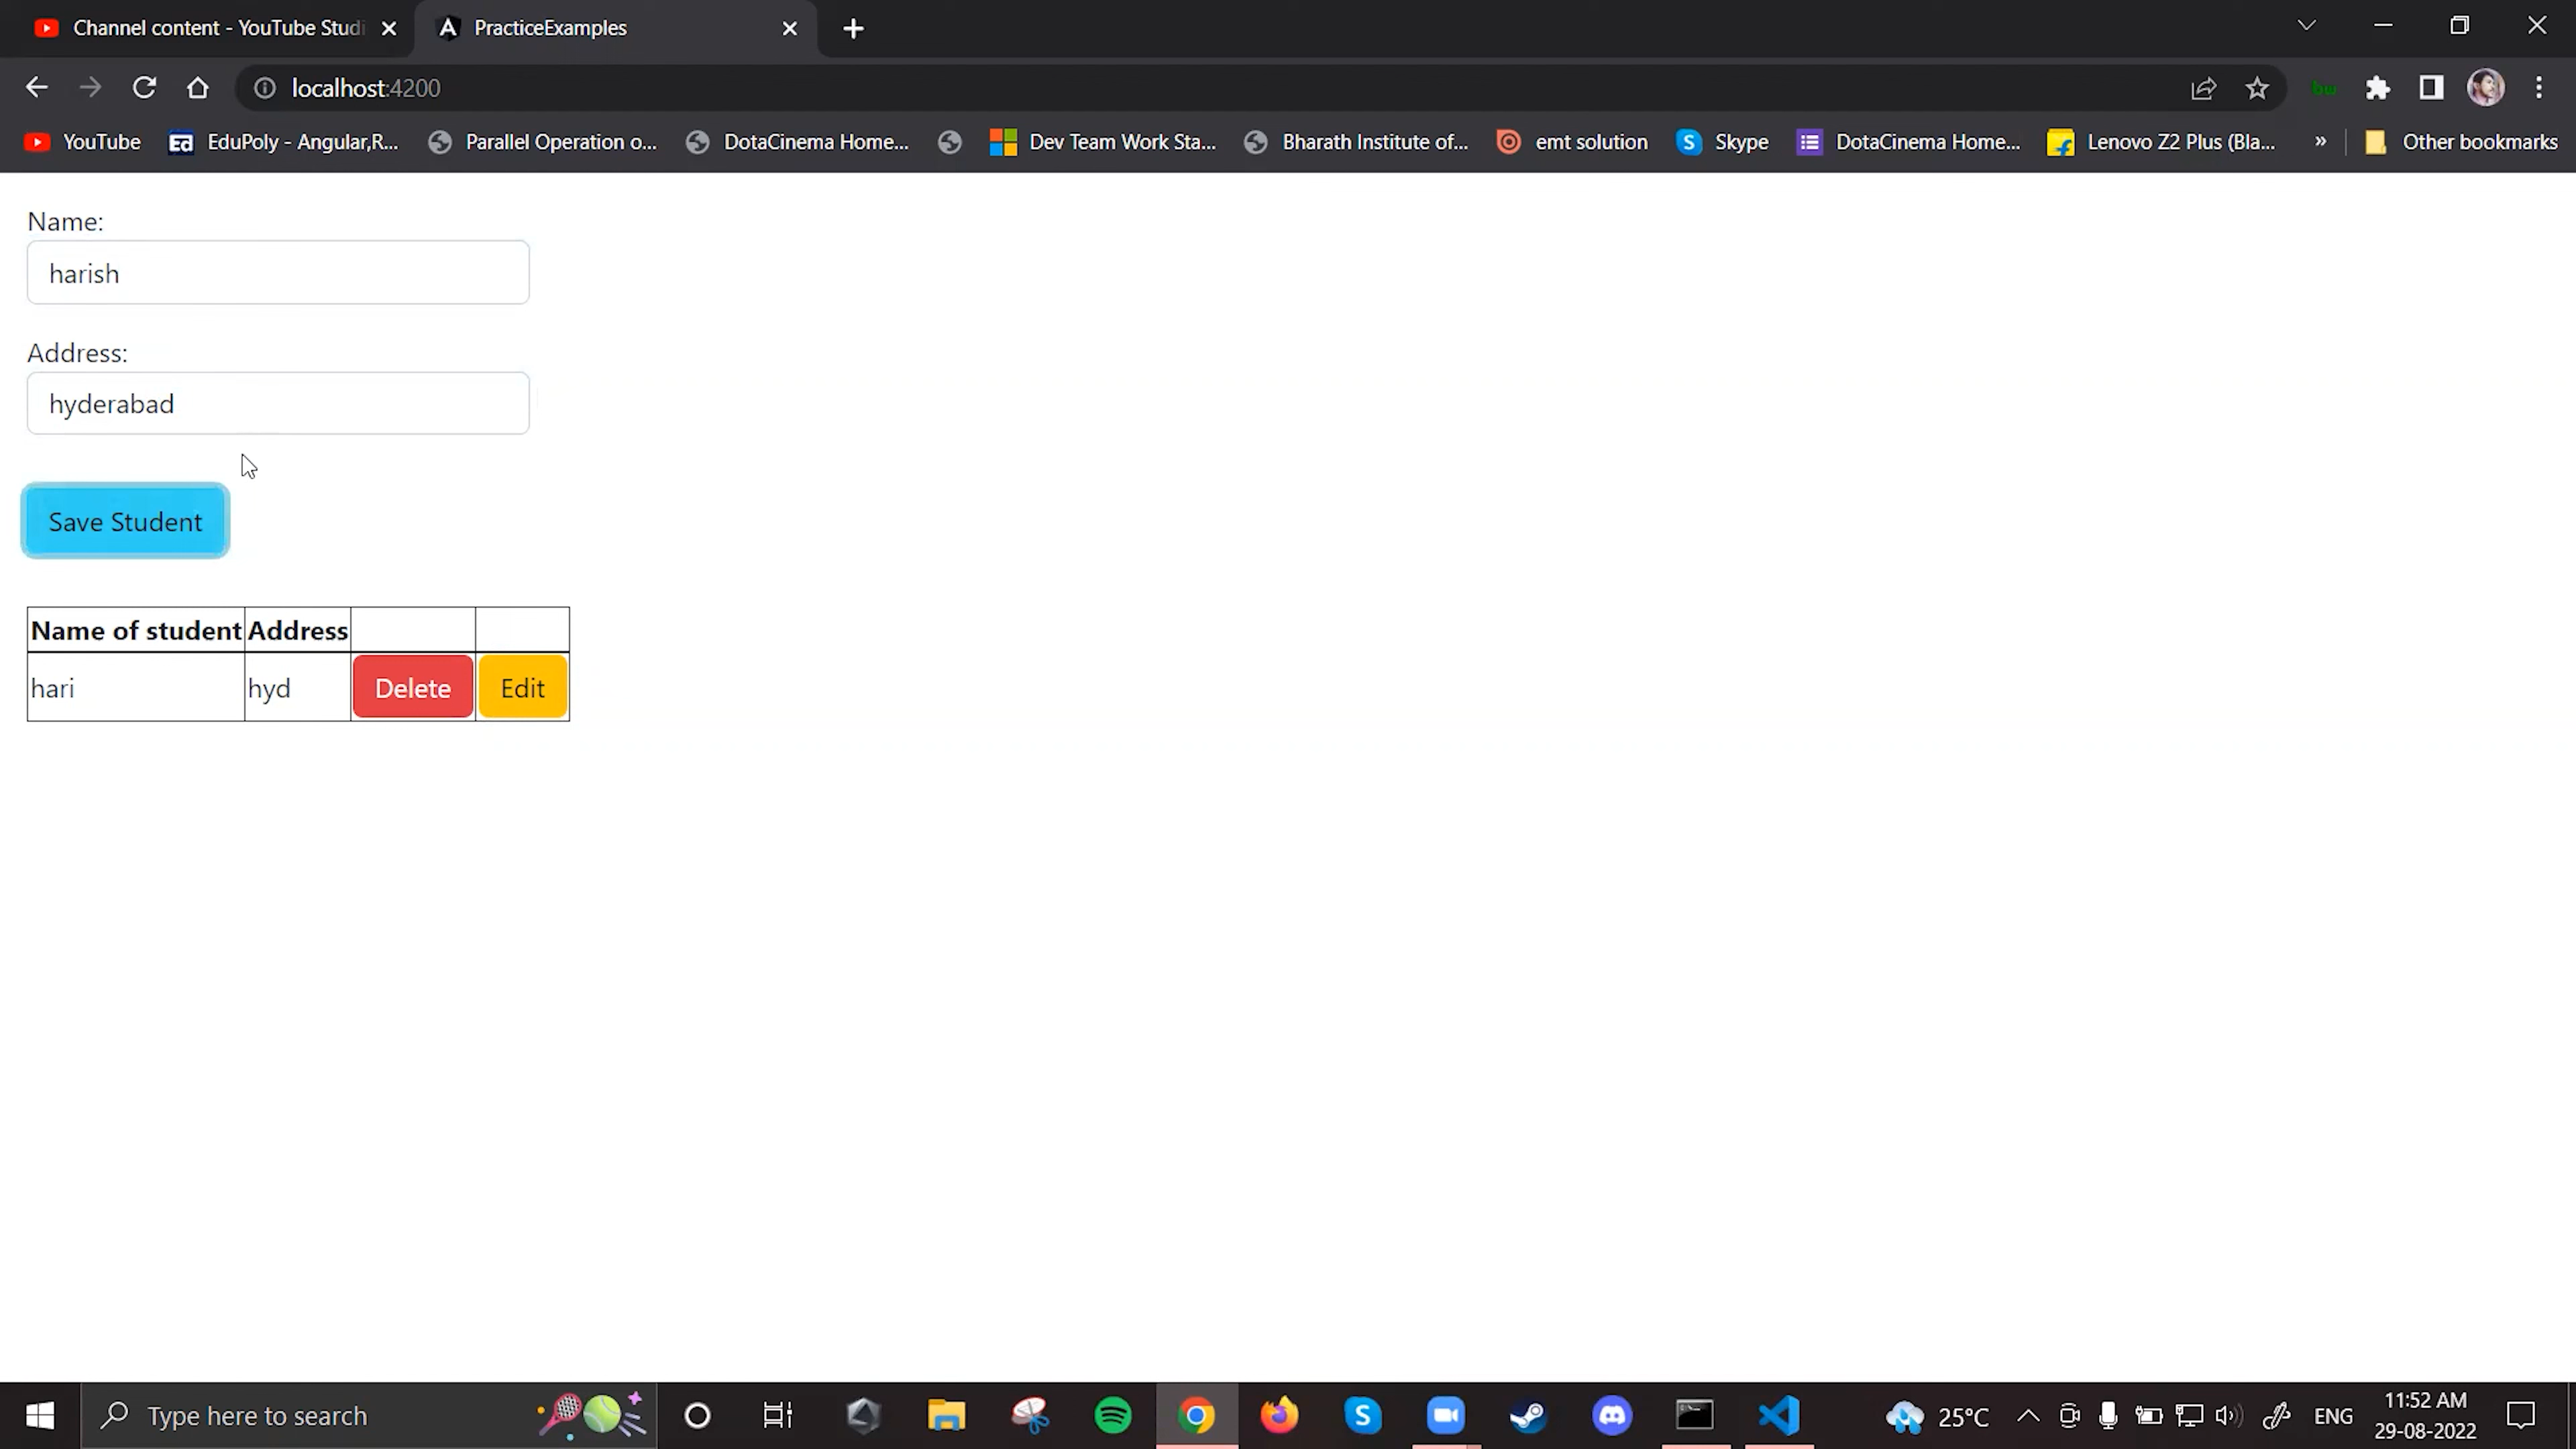 Channel content - YouTube Studi
PracticeExamples
localhost:4200
YouTube
EduPoly - Angular,R...
Parallel Operation o...
DotaCinema Home...
Dev Team Work Sta...
Bharath Institute of...
emt solution
Skype
DotaCinema Home...
Lenovo Z2 Plus (Bla...
»
Other bookmarks
Name:
harish
Address:
hyderabad
Save Student
Name of student Address
hari hyd Delete Edit
Type here to search
25°C
ENG
11:52 AM
29-08-2022